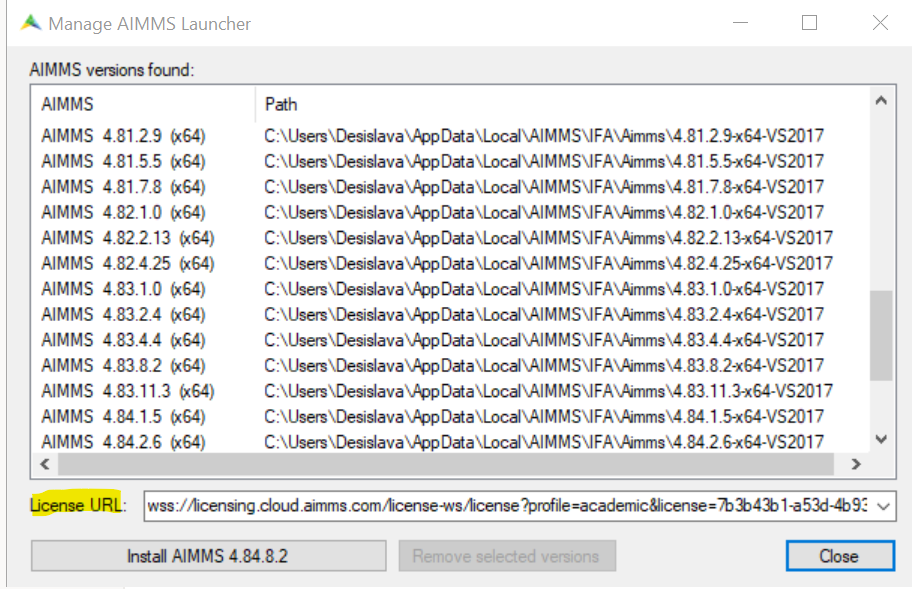 Manage AIMMS Launcher
AIMMS versions found:
AIMMS Path
AIMMS 4.81.2.9 (x64) C:\Users\Desislava\AppData\Local\AIMMS\IFA\Aimms\4.81.2.9-x64-VS2017
AIMMS 4.81.5.5 (x64) C:\Users\Desislava\AppData\Local\AIMMS\IFA\Aimms\4.81.5.5-x64-VS2017
AIMMS 4.81.7.8 (x64) C:\Users\Desislava\AppData\Local\AIMMS\IFA\Aimms\4.81.7.8-x64-VS2017
AIMMS 4.82.1.0 (x64) C:\Users\Desislava\AppData\Local\AIMMS\IFA\Aimms\4.82.1.0-x64-VS2017
AIMMS 4.82.2.13 (x64) C:\Users\Desislava\AppData\Local\AIMMS\IFA\Aimms\4.82.2.13-x64-VS2017
AIMMS 4.82.4.25 (x64) C:\Users\Desislava\AppData\Local\AIMMS\IFA\Aimms\4.82.4.25-x64-VS2017
AIMMS 4.83.1.0 (x64) C:\Users\Desislava\AppData\Local\AIMMS\IFA\Aimms\4.83.1.0-x64-VS2017
AIMMS 4.83.2.4 (x64) C:\Users\Desislava\AppData\Local\AIMMS\IFA\Aimms\4.83.2.4-x64-VS2017
AIMMS 4.83.4.4 (x64) C:\Users\Desislava\AppData\Local\AIMMS\IFA\Aimms\4.83.4.4-x64-VS2017
AIMMS 4.83.8.2 (x64) C:\Users\Desislava\AppData\Local\AIMMS\IFA\Aimms\4.83.8.2-x64-VS2017
AIMMS 4.83.11.3 (x64) C:\Users\Desislava\AppData\Local\AIMMS\IFA\Aimms\4.83.11.3-x64-VS2017
AIMMS 4.84.1.5 (x64) C:\Users\Desislava\AppData\Local\AIMMS\IFA\Aimms\4.84.1.5-x64-VS2017
AIMMS 4.84.2.6 (x64) C:\Users\Desislava\AppData\Local\AIMMS\IFA\Aimms\4.84.2.6-x64-VS2017
License URL: wss://licensing.cloud.aimms.com/license-ws/license?profile=academic&license=7b3b43b1-a53d-4b93
Install AIMMS 4.84.8.2 Remove selected versions Close